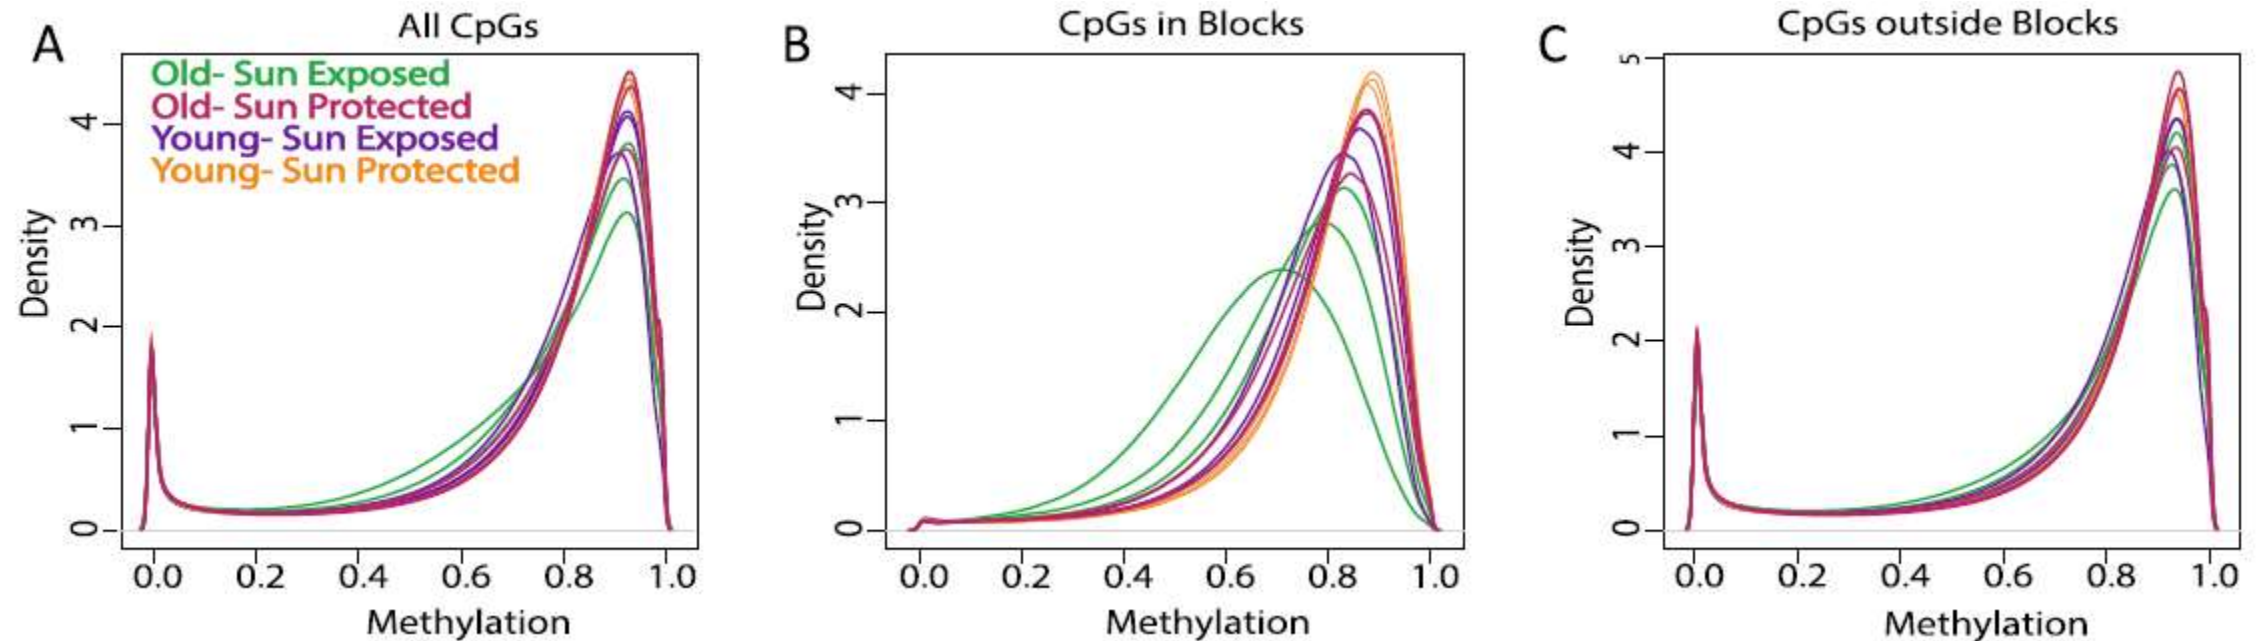 A
All CpGs
Old- Sun Exposed
Old- Sun Protected
Young- Sun Exposed
Young- Sun Protected
Density
0
1
2
3
4
0.0 0.2 0.4 0.6 0.8 1.0
Methylation
B
CpGs in Blocks
Density
0
1
2
3
4
0.0 0.2 0.4 0.6 0.8 1.0
Methylation
C
CpGs outside Blocks
Density
0
1
2
3
4
5
0.0 0.2 0.4 0.6 0.8 1.0
Methylation